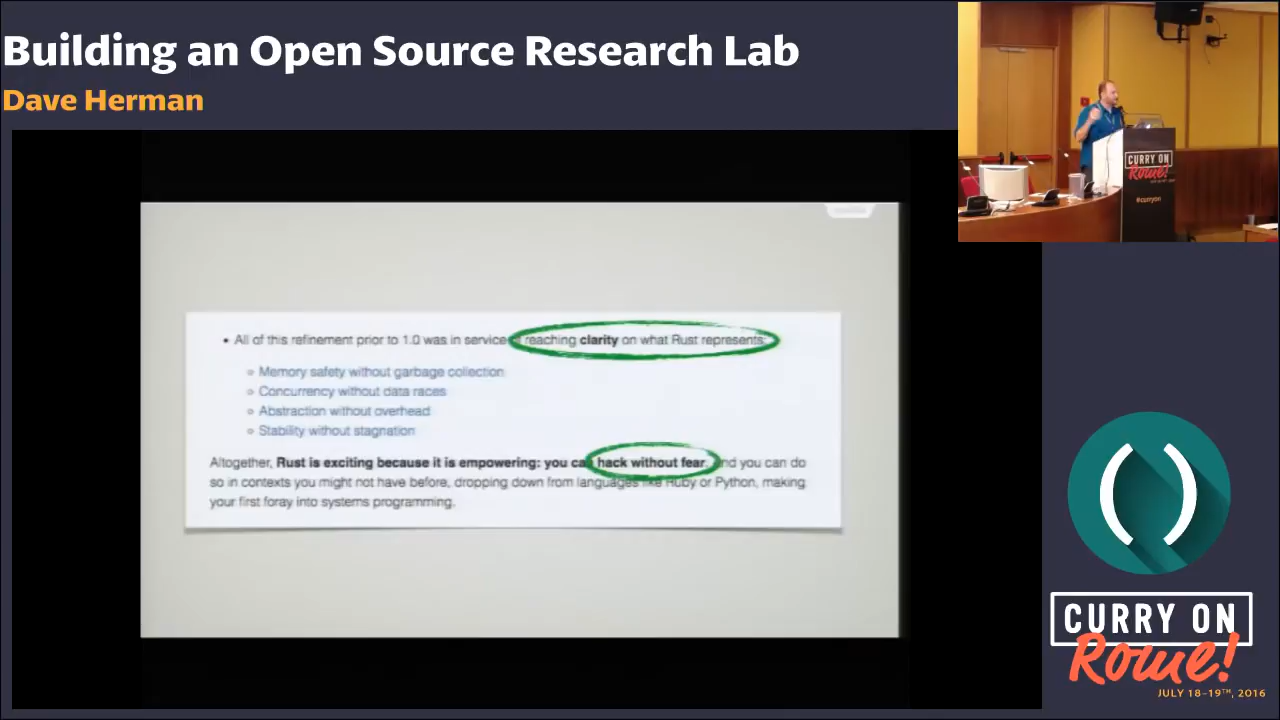 Building an Open Source Research Lab
Dave Herman
• All of this refinement prior to 1.0 was in service reaching clarity on what Rust represents:
Memory safety without garbage collection
Concurrency without data races
Abstraction without overhead
Stability without stagnation
Altogether, Rust is exciting because it is empowering: you can hack without fear. And you can do
so in contexts you might not have before, dropping down from languages like Ruby or Python, making
your first foray into systems programming.
CURRY ON
Rome!
#curryon
( )
CURRY ON
Rome!
JULY 18-19TH, 2016